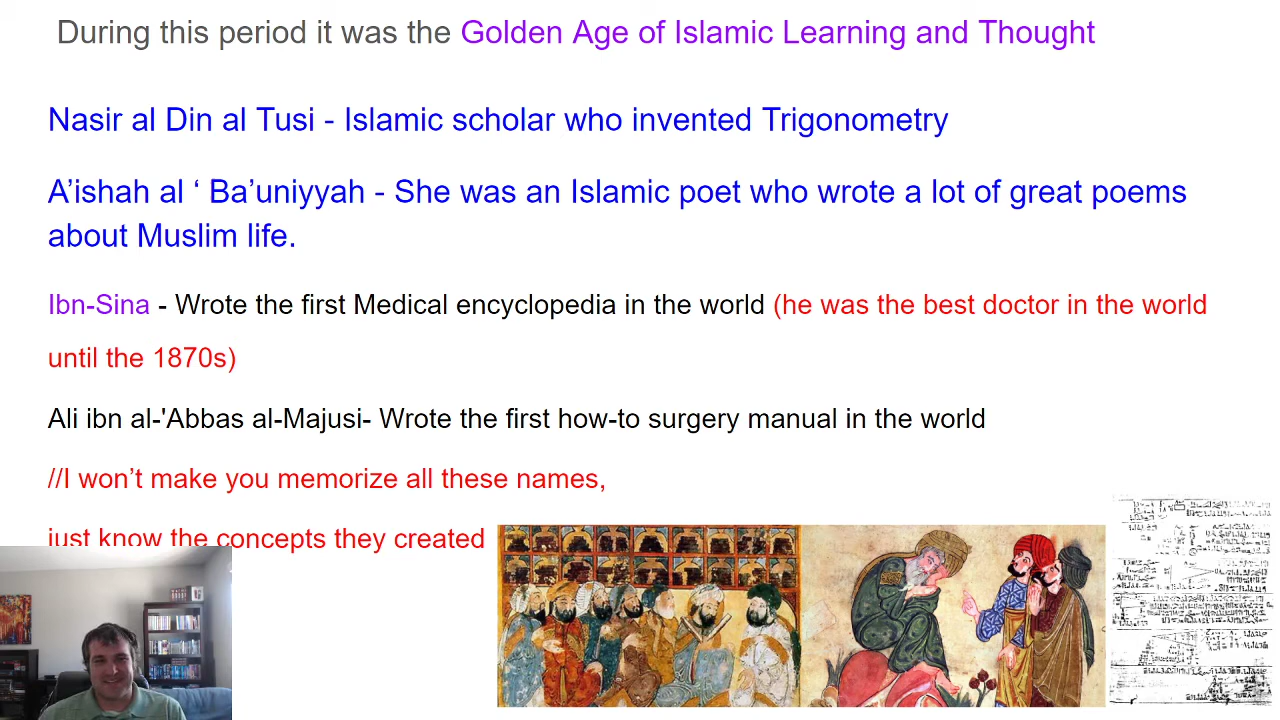 During this period it was the Golden Age of Islamic Learning and Thought
Nasir al Din al Tusi - Islamic scholar who invented Trigonometry
A’ishah al ‘ Ba’uniyyah - She was an Islamic poet who wrote a lot of great poems
about Muslim life.
Ibn-Sina - Wrote the first Medical encyclopedia in the world (he was the best doctor in the world
until the 1870s)
Ali ibn al-'Abbas al-Majusi- Wrote the first how-to surgery manual in the world
//I won’t make you memorize all these names,
just know the concepts they created